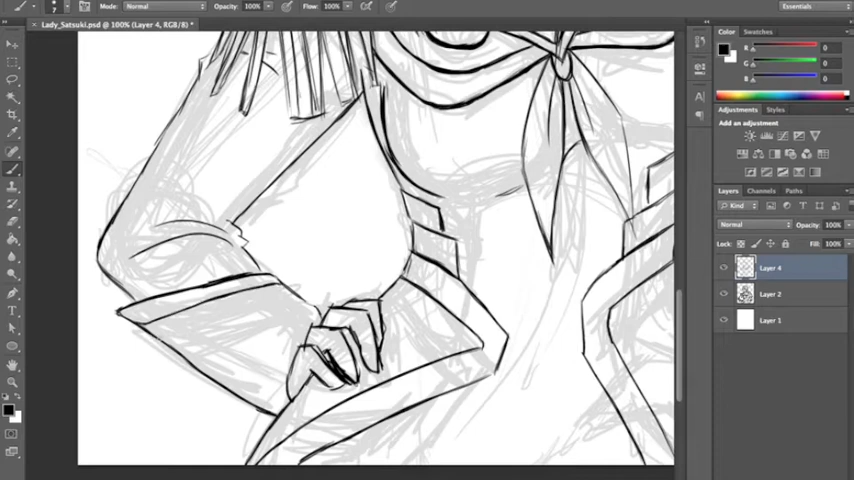 7 Mode: Normal Opacity: 100% Flow: 100% Essentials
× Lady_Satsuki.psd @ 100% (Layer 4, RGB/8) *
Color Swatches
R 0
G 0
B 0
Adjustments Styles
Add an adjustment
Layers Channels Paths
Kind T
Normal Opacity: 100%
Lock: Fill: 100%
Layer 4
Layer 2
Layer 1